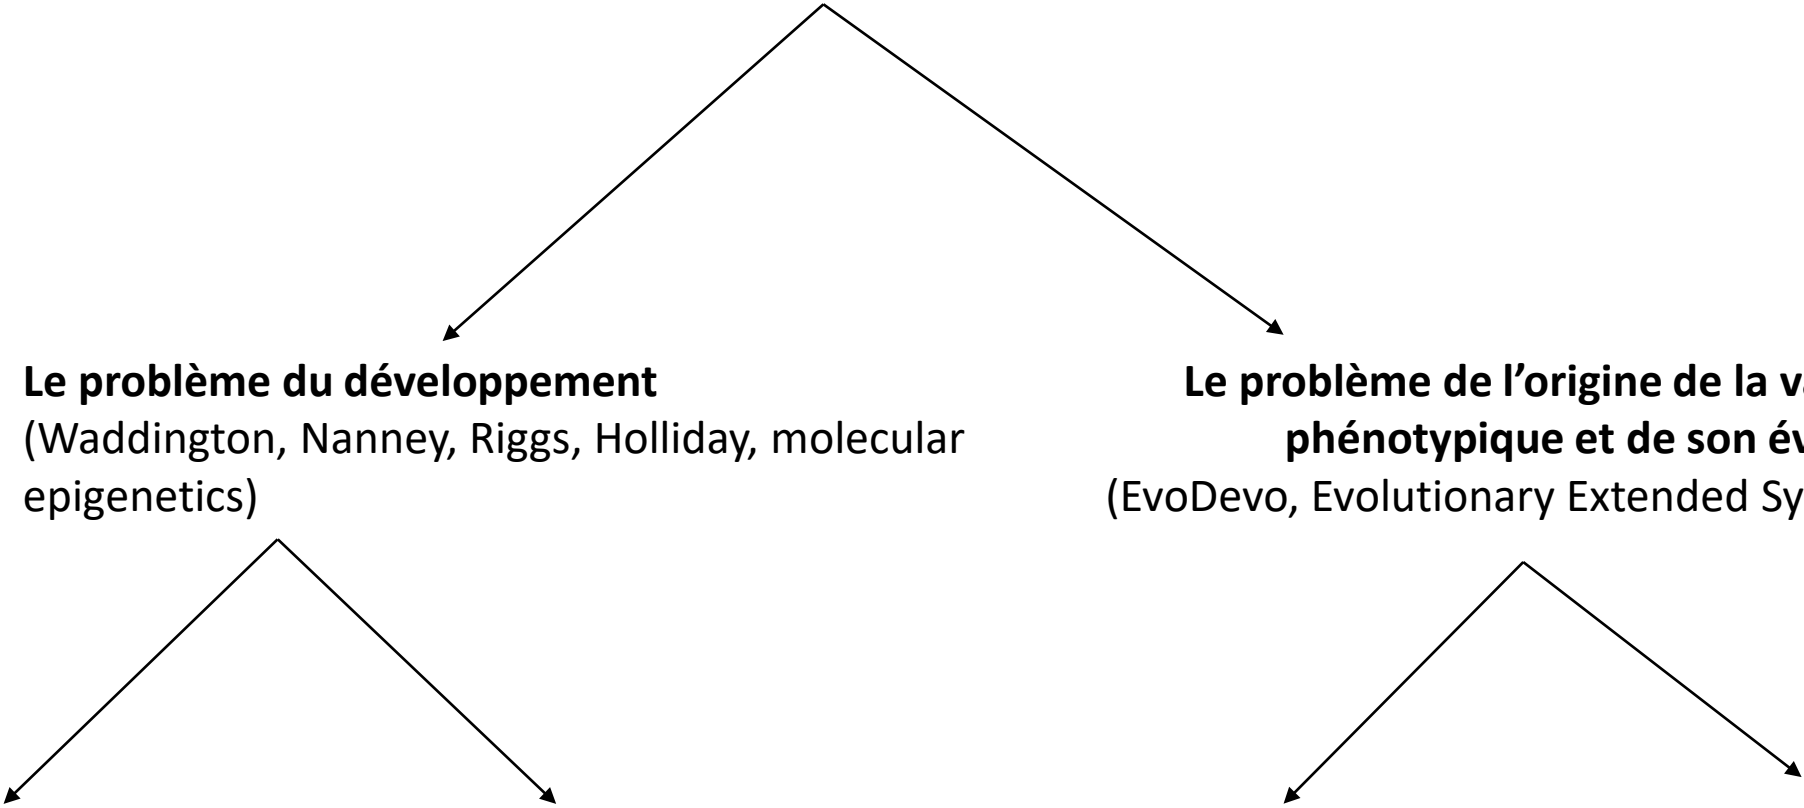 Le problème du développement
(Waddington, Nanney, Riggs, Holliday, molecular
epigenetics)
Le problème de l’origine de la
phénotypique et de son
(EvoDevo, Evolutionary Extended